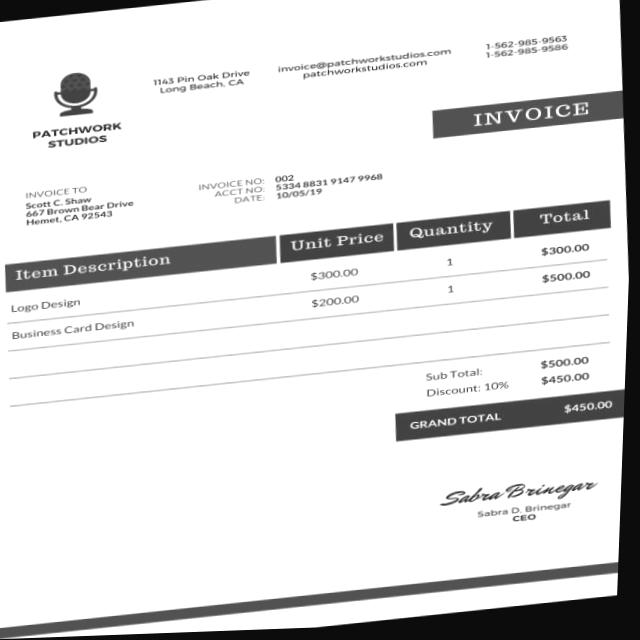 PATCHWORK
STUDIOS
1143 Pin Oak Drive
Long Beach, CA
invoice@patchworkstudios.com
patchworkstudios.com
1-562-985-9563
1-562-985-9586
INVOICE
INVOICE TO
Scott C. Shaw
667 Brown Bear Drive
Hemet, CA 92543
INVOICE NO: 002
ACCT NO: 5334 8831 9147 9968
DATE: 10/05/19
Item Description Unit Price Quantity Total
Logo Design $300.00 1 $300.00
Business Card Design $200.00 1 $500.00
Sub Total: $500.00
Discount: 10% $450.00
GRAND TOTAL $450.00
Sabra Brinegar
Sabra D. Brinegar
CEO